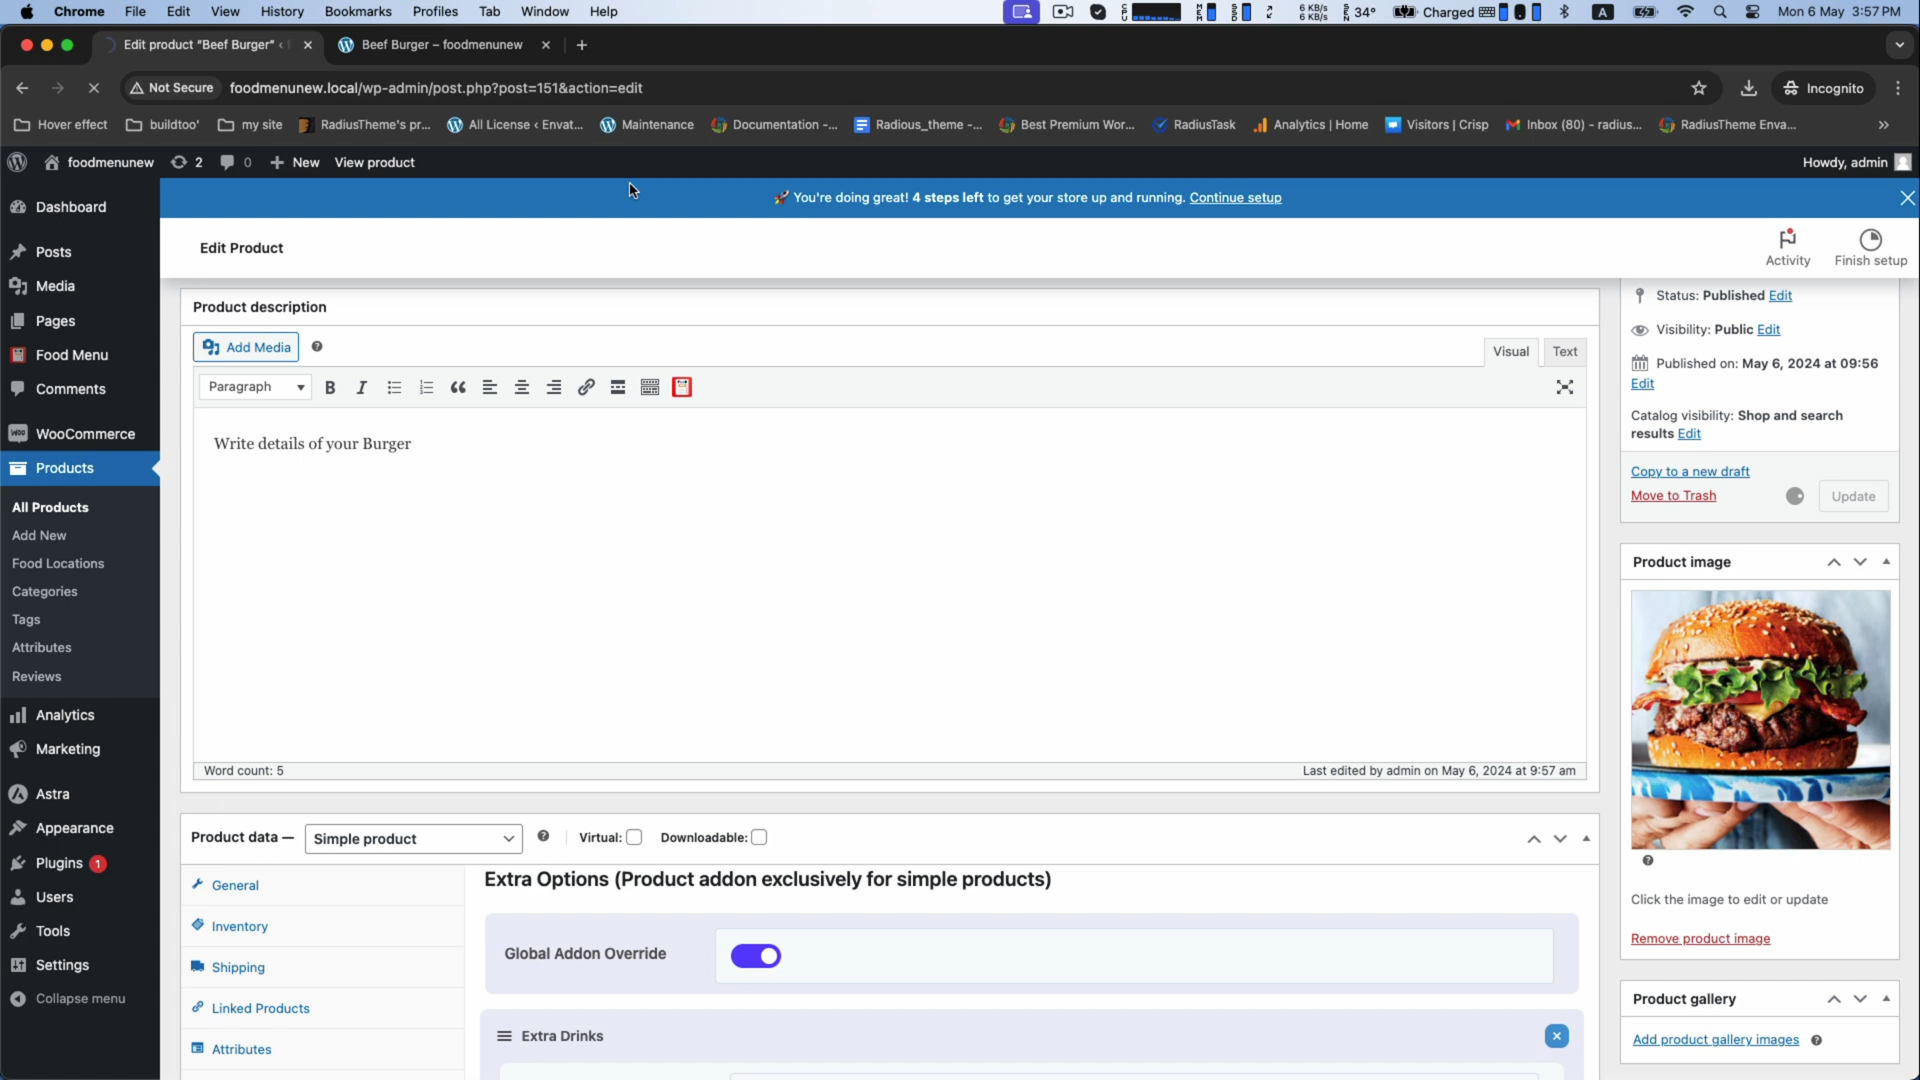 Chrome File Edit View History Bookmarks Profiles Tab Window Help
6 KB/s
6 KB/s
34° Charged A Mon 6 May 3:57 PM
Edit product "Beef Burger" ‹
Beef Burger – foodmenunew
Not Secure foodmenunew.local/wp-admin/post.php?post=151&action=edit Incognito
Hover effect buildtoo' my site RadiusTheme's pr... All License ‹ Envat... Maintenance Documentation -... Radious_theme -... Best Premium Wor... RadiusTask Analytics | Home Visitors | Crisp Inbox (80) - radius... RadiusTheme Enva...
foodmenunew 2 0 New View product Howdy, admin
🚀 You're doing great! 4 steps left to get your store up and running. Continue setup
Edit Product
Activity
Finish setup
Dashboard
Posts
Media
Pages
Food Menu
Comments
WooCommerce
Products
All Products
Add New
Food Locations
Categories
Tags
Attributes
Reviews
Analytics
Marketing
Astra
Appearance
Plugins 1
Users
Tools
Settings
Collapse menu
Product description
Add Media
Visual Text
Paragraph
Write details of your Burger
Word count: 5
Last edited by admin on May 6, 2024 at 9:57 am
Product data — Simple product Virtual: Downloadable:
General
Inventory
Shipping
Linked Products
Attributes
Extra Options (Product addon exclusively for simple products)
Global Addon Override
Extra Drinks
Status: Published Edit
Visibility: Public Edit
Published on: May 6, 2024 at 09:56
Edit
Catalog visibility: Shop and search
results Edit
Copy to a new draft
Move to Trash
Update
Product image
Click the image to edit or update
Remove product image
Product gallery
Add product gallery images